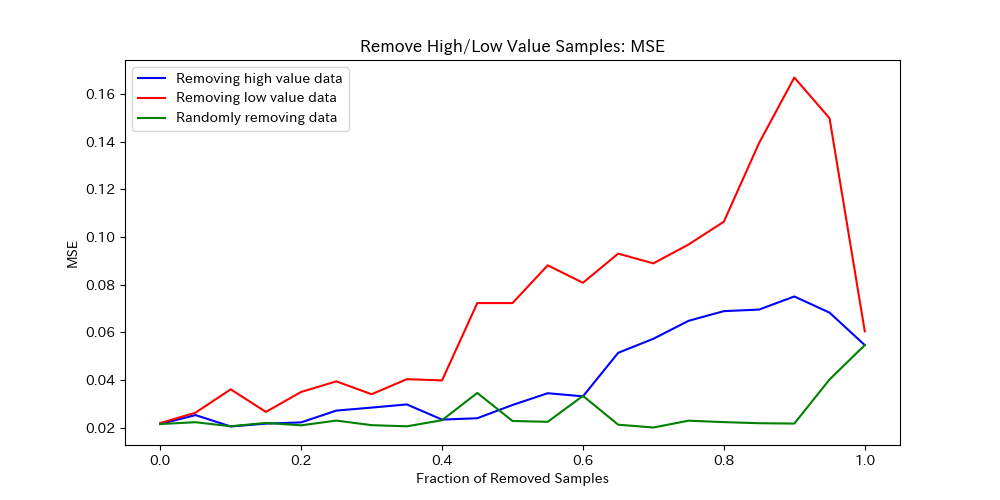 Remove High/Low Value Samples: MSE
Removing high value data
Removing low value data
Randomly removing data
MSE
0.16
0.14
0.12
0.10
0.08
0.06
0.04
0.02
0.0 0.2 0.4 0.6 0.8 1.0
Fraction of Removed Samples